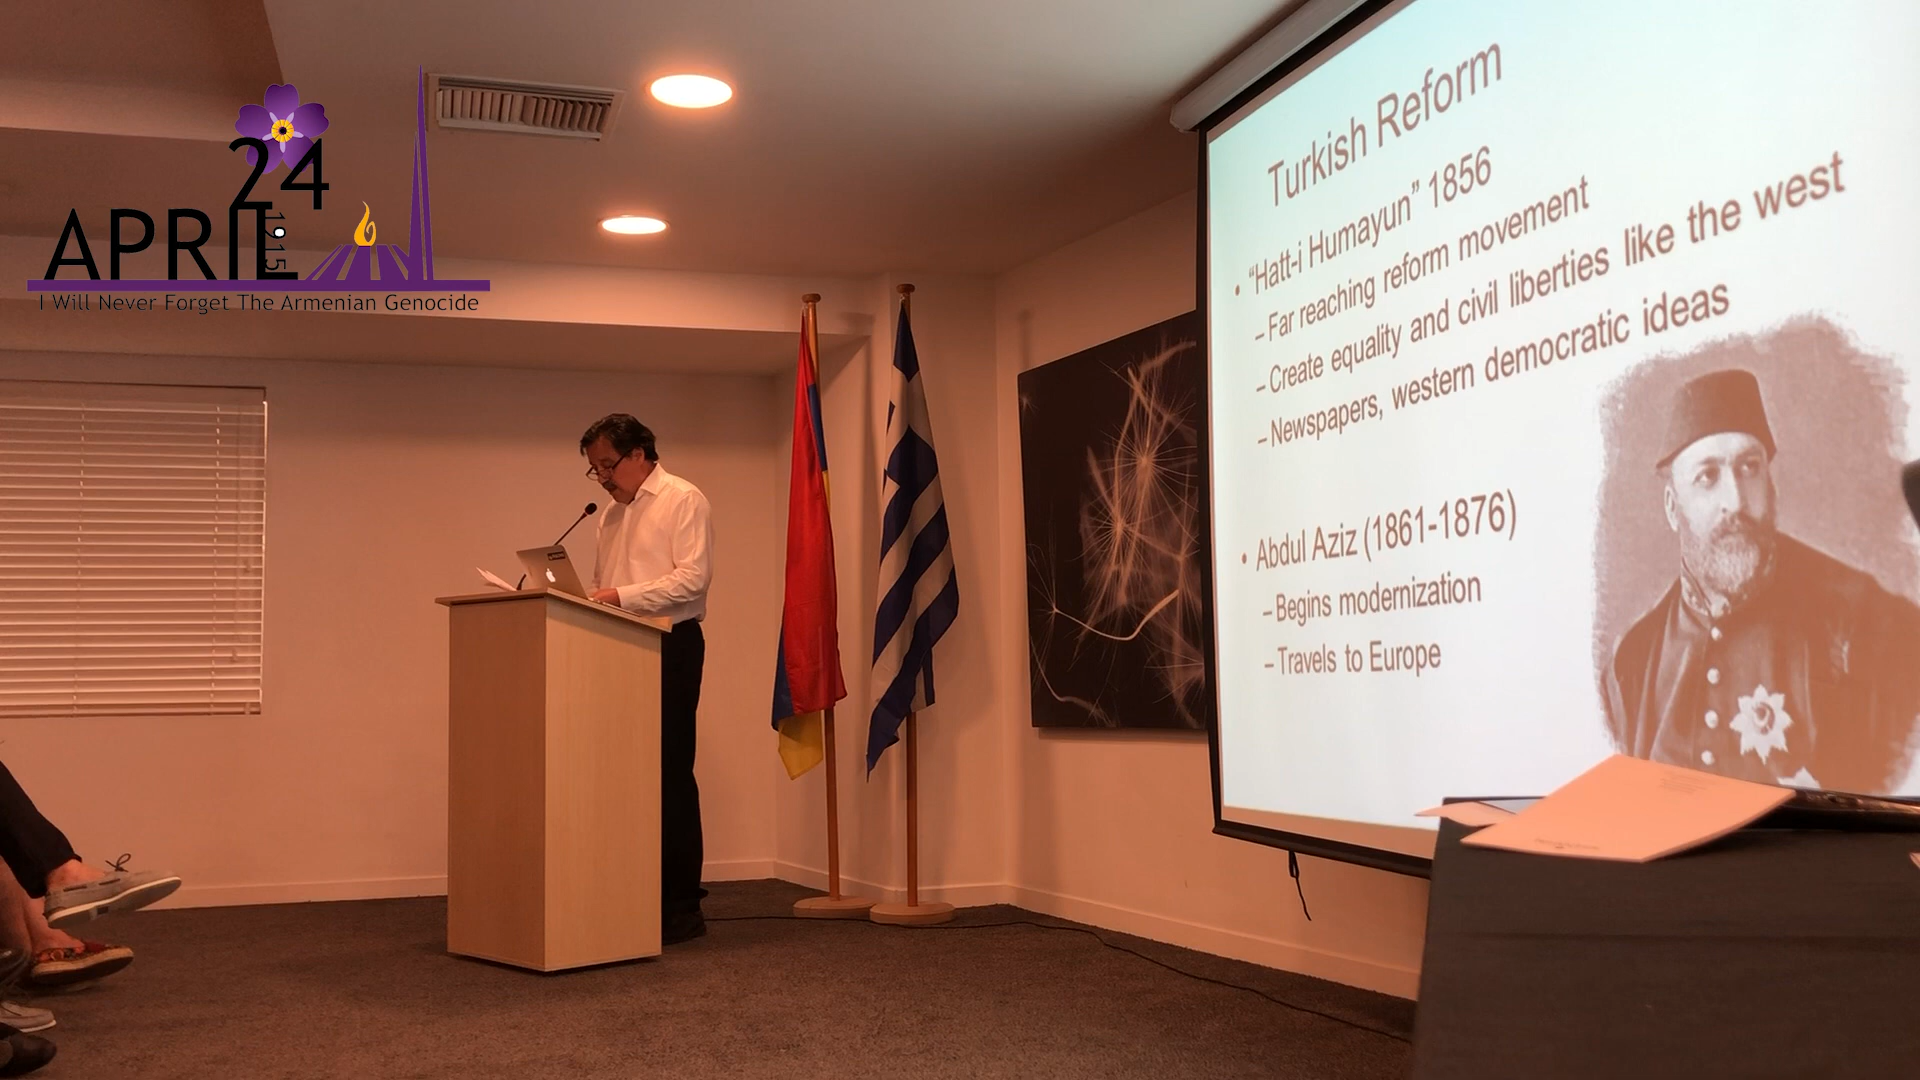 24
APRIL
1915
I Will Never Forget The Armenian Genocide
Turkish Reform
• “Hatt-i Humayun” 1856
– Far reaching reform movement
– Create equality and civil liberties like the west
– Newspapers, western democratic ideas
• Abdul Aziz (1861-1876)
– Begins modernization
– Travels to Europe